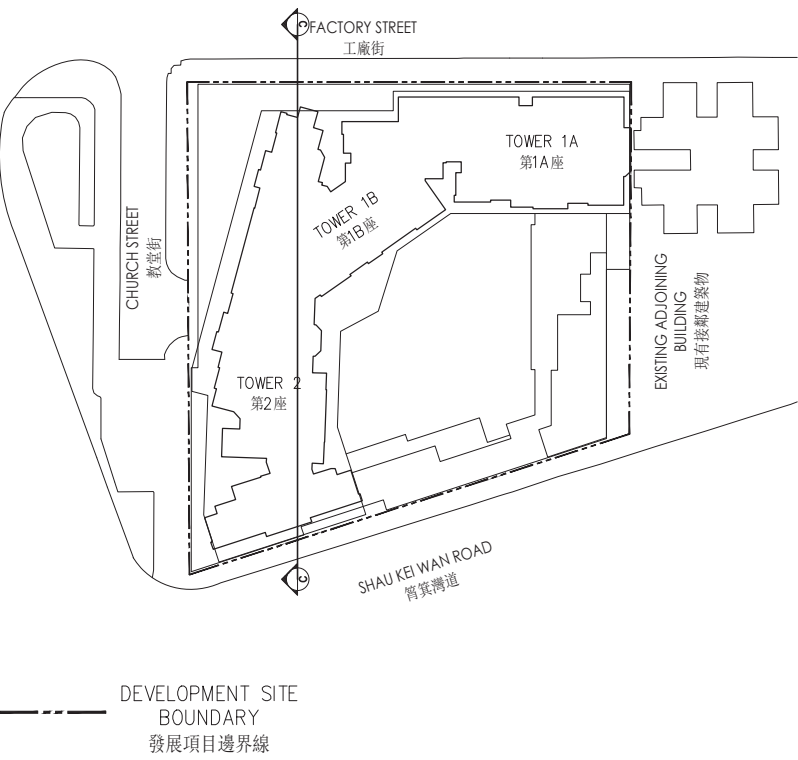 C
FACTORY STREET
工廠街
TOWER 1A
第1A座
TOWER 1B
第1B座
CHURCH STREET
教堂街
EXISTING ADJOINING
BUILDING
現有接鄰建築物
TOWER 2
第2座
SHAU KEI WAN ROAD
筲箕灣道
C
DEVELOPMENT SITE
BOUNDARY
發展項目邊界線